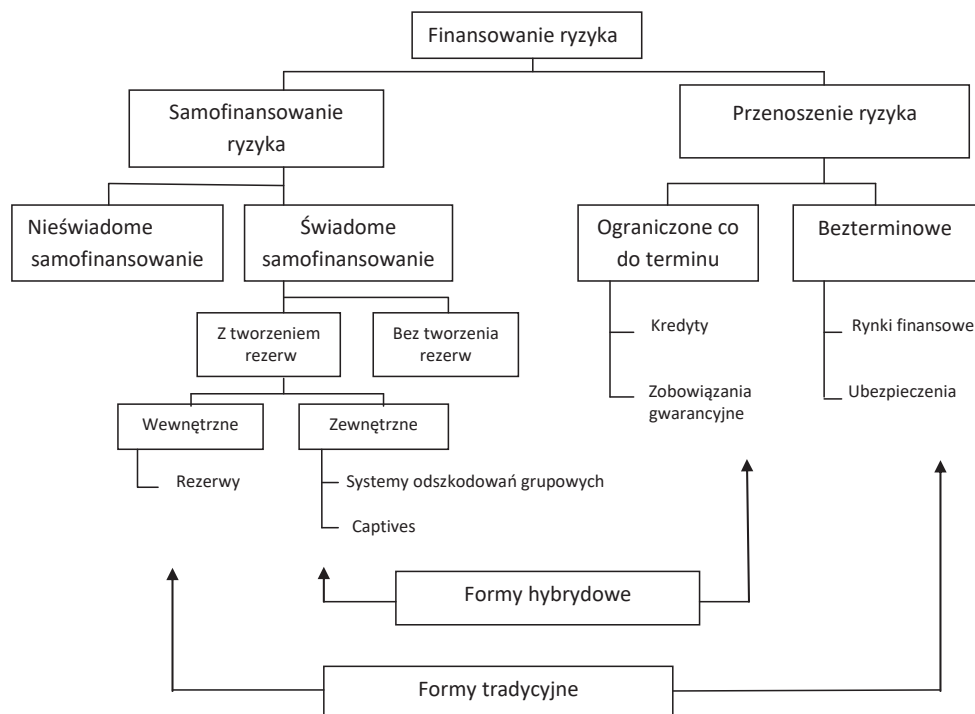 Finansowanie ryzyka
Samofinansowanie
ryzyka
Przenoszenie ryzyka
Nieświadome
samofinansowanie
Świadome
samofinansowanie
Ograniczone co
do terminu
Bezterminowe
Z tworzeniem
rezerw
Bez tworzenia
rezerw
Kredyty
Rynki finansowe
Zobowiązania
gwarancyjne
Ubezpieczenia
Wewnętrzne
Zewnętrzne
Rezerwy
Systemy odszkodowań grupowych
Captives
Formy hybrydowe
Formy tradycyjne